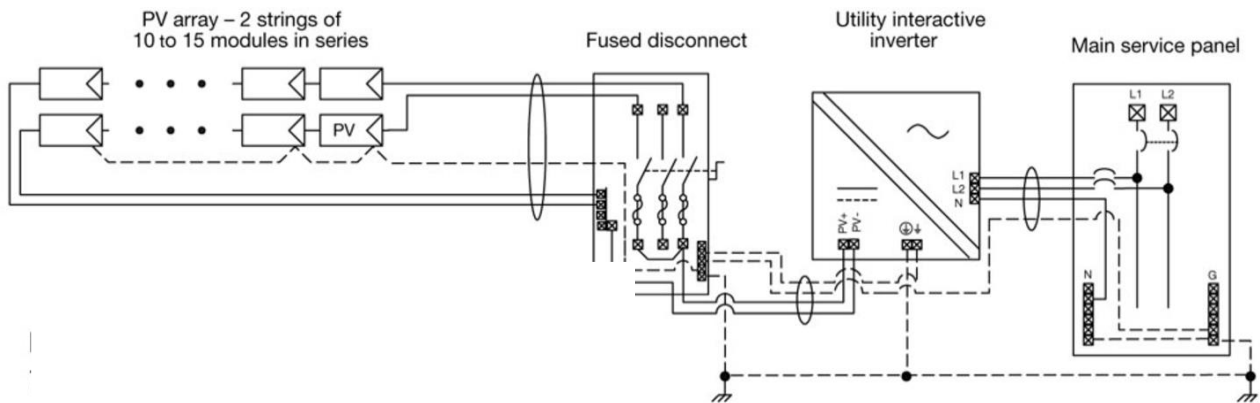 PV array – 2 strings of
10 to 15 modules in series
Fused disconnect
Utility interactive
inverter
Main service panel
L1 L2
PV
L1
L2
N
PV+
PV-
N
G